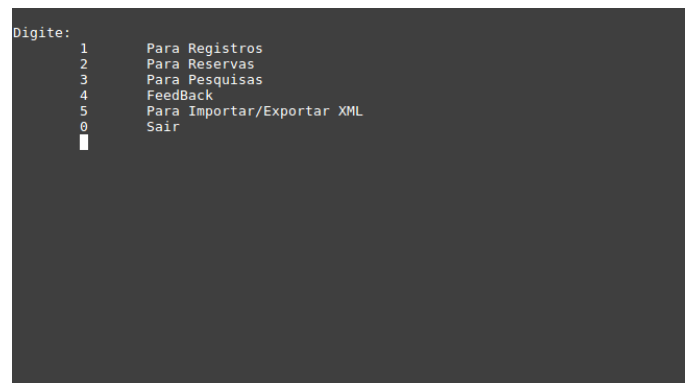 Digite:
1 Para Registros
2 Para Reservas
3 Para Pesquisas
4 FeedBack
5 Para Importar/Exportar XML
0 Sair